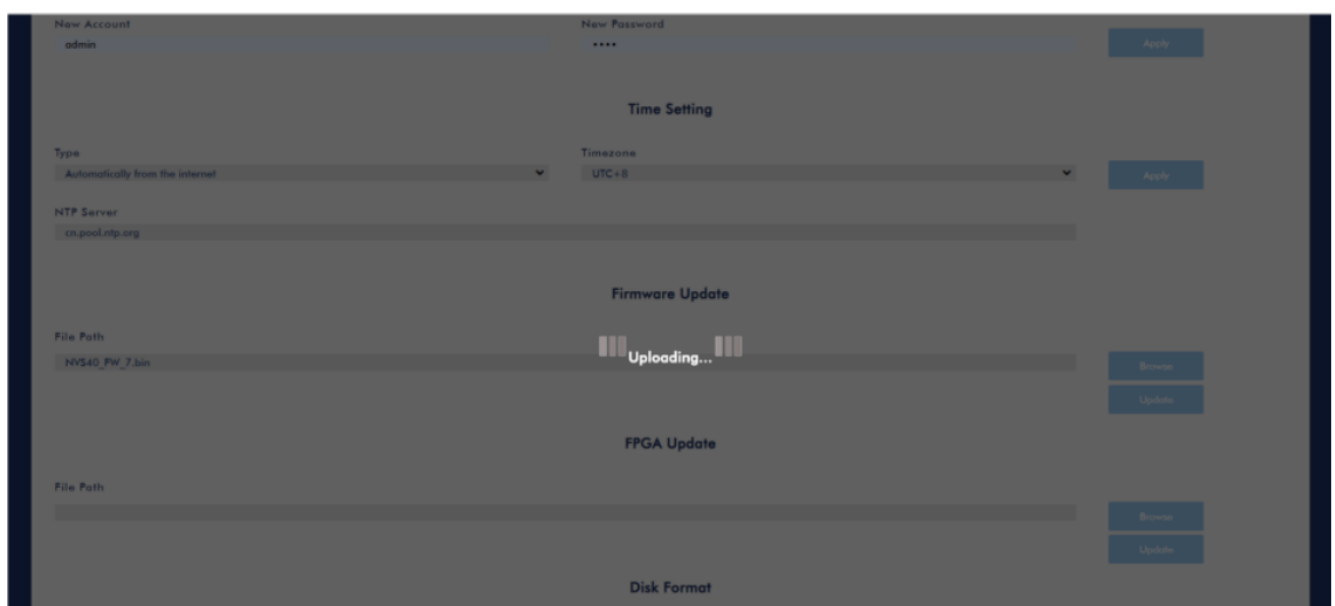 New Account New Password
admin •••• Apply
Time Setting
Type Timezone
Automatically from the internet UTC+8 Apply
NTP Server
cn.pool.ntp.org
Firmware Update
File Path
Uploading...
NVS40_FW_7.bin Browse
Update
FPGA Update
File Path
Browse
Update
Disk Format